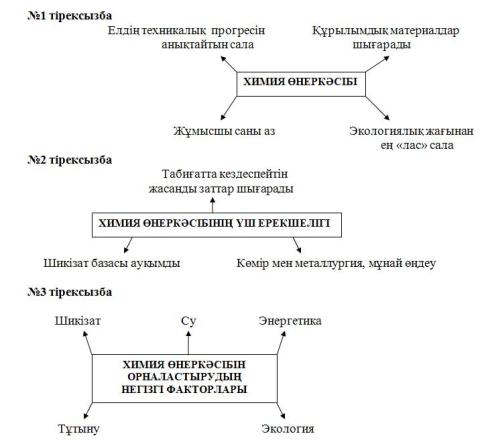 №1 тірексызба
Елдің техникалық прогресін
анықтайтын сала
Құрылымдық материалдар
шығарады
ХИМИЯ ӨНЕРКӘСІБІ
Жұмысшы саны аз
Экологиялық жағынан
ең «лас» сала
№2 тірексызба
Табиғатта кездеспейтін
жасанды заттар шығарады
ХИМИЯ ӨНЕРКӘСІБІНІҢ ҮШ ЕРЕКШЕЛІГІ
Шикізат базасы ауқымды
Көмір мен металлургия, мұнай өңдеу
№3 тірексызба
Шикізат
Су
Энергетика
ХИМИЯ ӨНЕРКӘСІБІН
ОРНАЛАСТЫРУДЫҢ
НЕГІЗГІ ФАКТОРЛАРЫ
Тұтыну
Экология